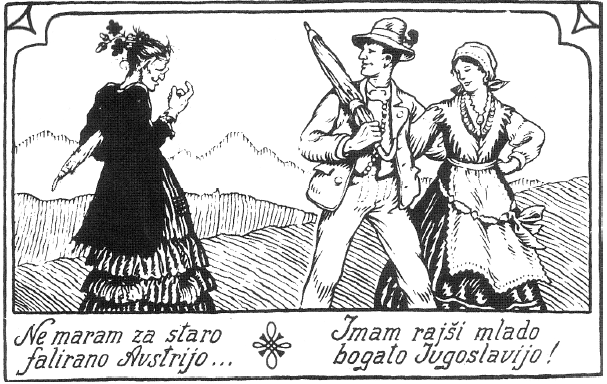 Ne maram za staro
falirano Avstrijo...
Imam rajši mlado
bogato Jugoslavijo!